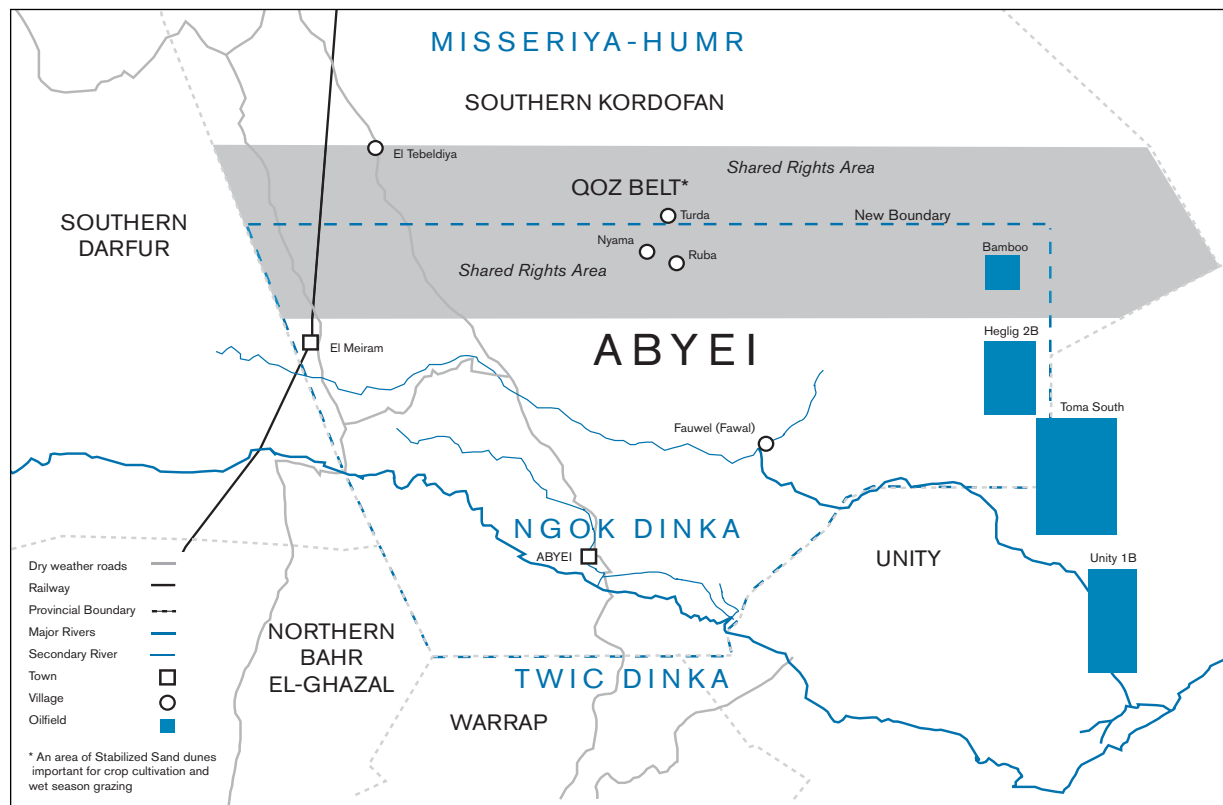 MISSERIYA-HUMR
SOUTHERN KORDOFAN
El Tebeldiya
Shared Rights Area
QOZ BELT*
SOUTHERN
DARFUR
Turda
New Boundary
Nyama
Ruba
Bamboo
Shared Rights Area
Heglig 2B
El Meiram
ABYEI
Toma South
Fauwel (Fawal)
NGOK DINKA
ABYEI
UNITY
Unity 1B
Dry weather roads
Railway
Provincial Boundary
Major Rivers
Secondary River
Town
Village
Oilfield
NORTHERN
BAHR
EL-GHAZAL
TWIC DINKA
WARRAP
* An area of Stabilized Sand dunes
important for crop cultivation and
wet season grazing